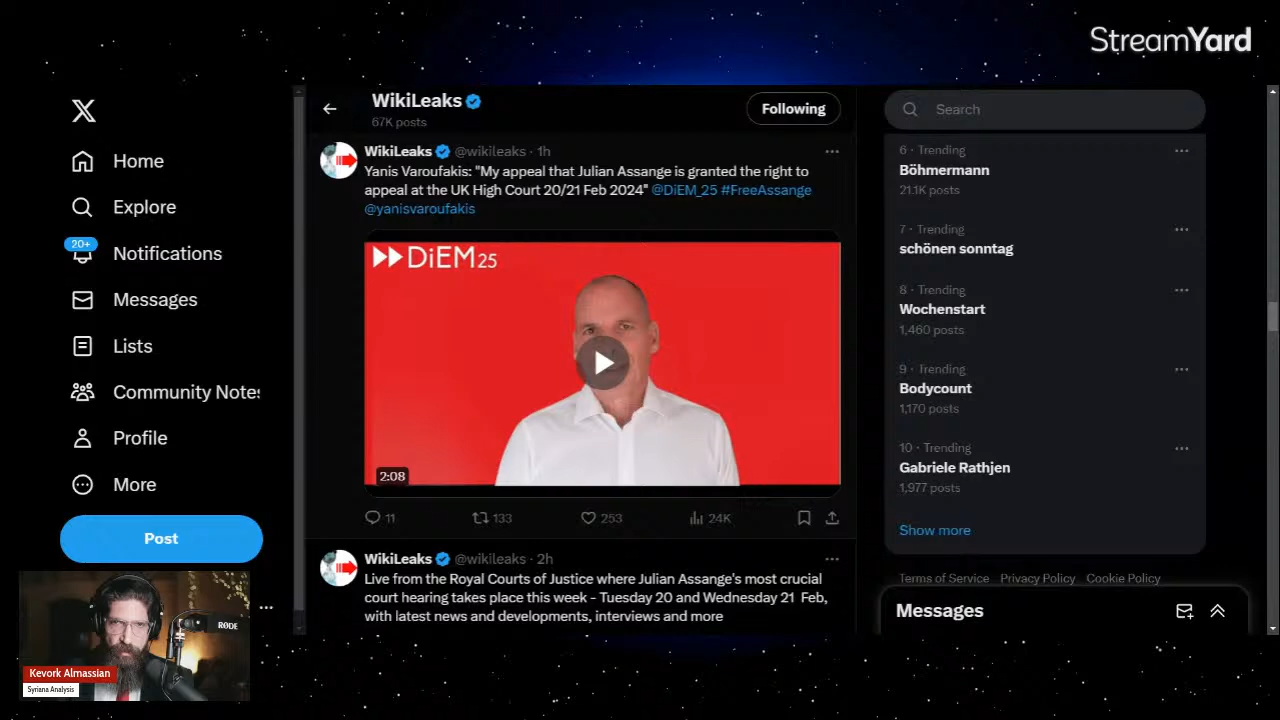 StreamYard
Home
Explore
20+
Notifications
Messages
Lists
Community Notes
Profile
More
Post
RØDE
Kevork Almassian
Syriana Analysis
WikiLeaks
67K posts
Following
WikiLeaks @wikileaks · 1h
Yanis Varoufakis: "My appeal that Julian Assange is granted the right to
appeal at the UK High Court 20/21 Feb 2024" @DiEM_25 #FreeAssange
@yanisvaroufakis
DiEM25
2:08
11 133 253 24K
WikiLeaks @wikileaks · 2h
Live from the Royal Courts of Justice where Julian Assange's most crucial
court hearing takes place this week - Tuesday 20 and Wednesday 21 Feb,
with latest news and developments, interviews and more
Search
6 · Trending
Böhmermann
21.1K posts
7 · Trending
schönen sonntag
8 · Trending
Wochenstart
1,460 posts
9 · Trending
Bodycount
1,170 posts
10 · Trending
Gabriele Rathjen
1,977 posts
Show more
Terms of Service Privacy Policy Cookie Policy
Messages